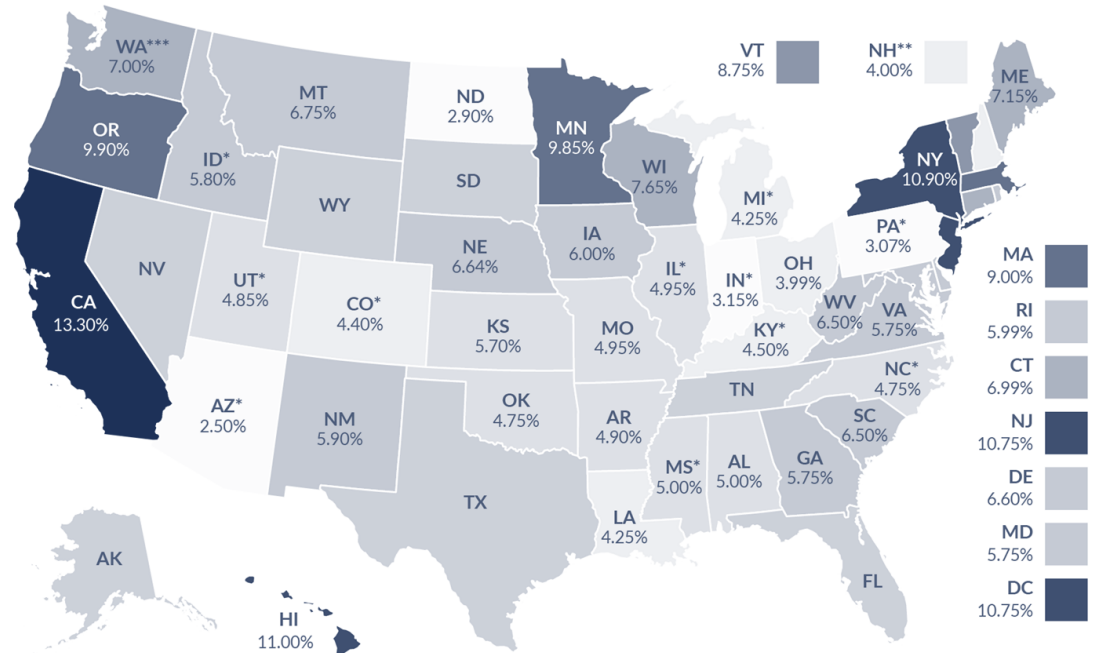 WA***
7.00%
OR
9.90%
CA
13.30%
ID*
5.80%
MT
6.75%
NV
UT*
4.85%
AZ*
2.50%
WY
CO*
4.40%
NM
5.90%
ND
2.90%
SD
NE
6.64%
KS
5.70%
OK
4.75%
TX
MN
9.85%
IA
6.00%
MO
4.95%
AR
4.90%
LA
4.25%
WI
7.65%
IL*
4.95%
MS*
5.00%
MI*
4.25%
IN*
3.15%
OH
3.99%
KY*
4.50%
TN
AL
5.00%
GA
5.75%
FL
WV
6.50%
VA
5.75%
NC*
4.75%
SC
6.50%
PA*
3.07%
NY
10.90%
ME
7.15%
VT
8.75%
NH**
4.00%
MA
9.00%
RI
5.99%
CT
6.99%
NJ
10.75%
DE
6.60%
MD
5.75%
DC
10.75%
AK
HI
11.00%